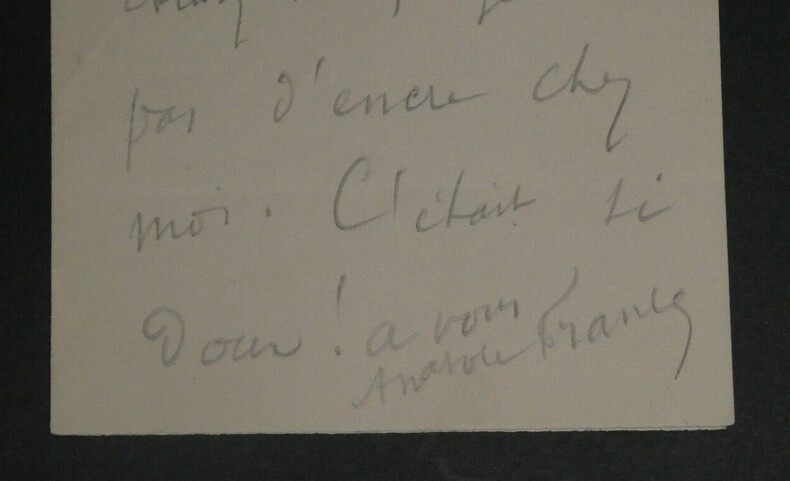 pas d'encre chez
moi. C'était si
Doux! a vous
Anatole France